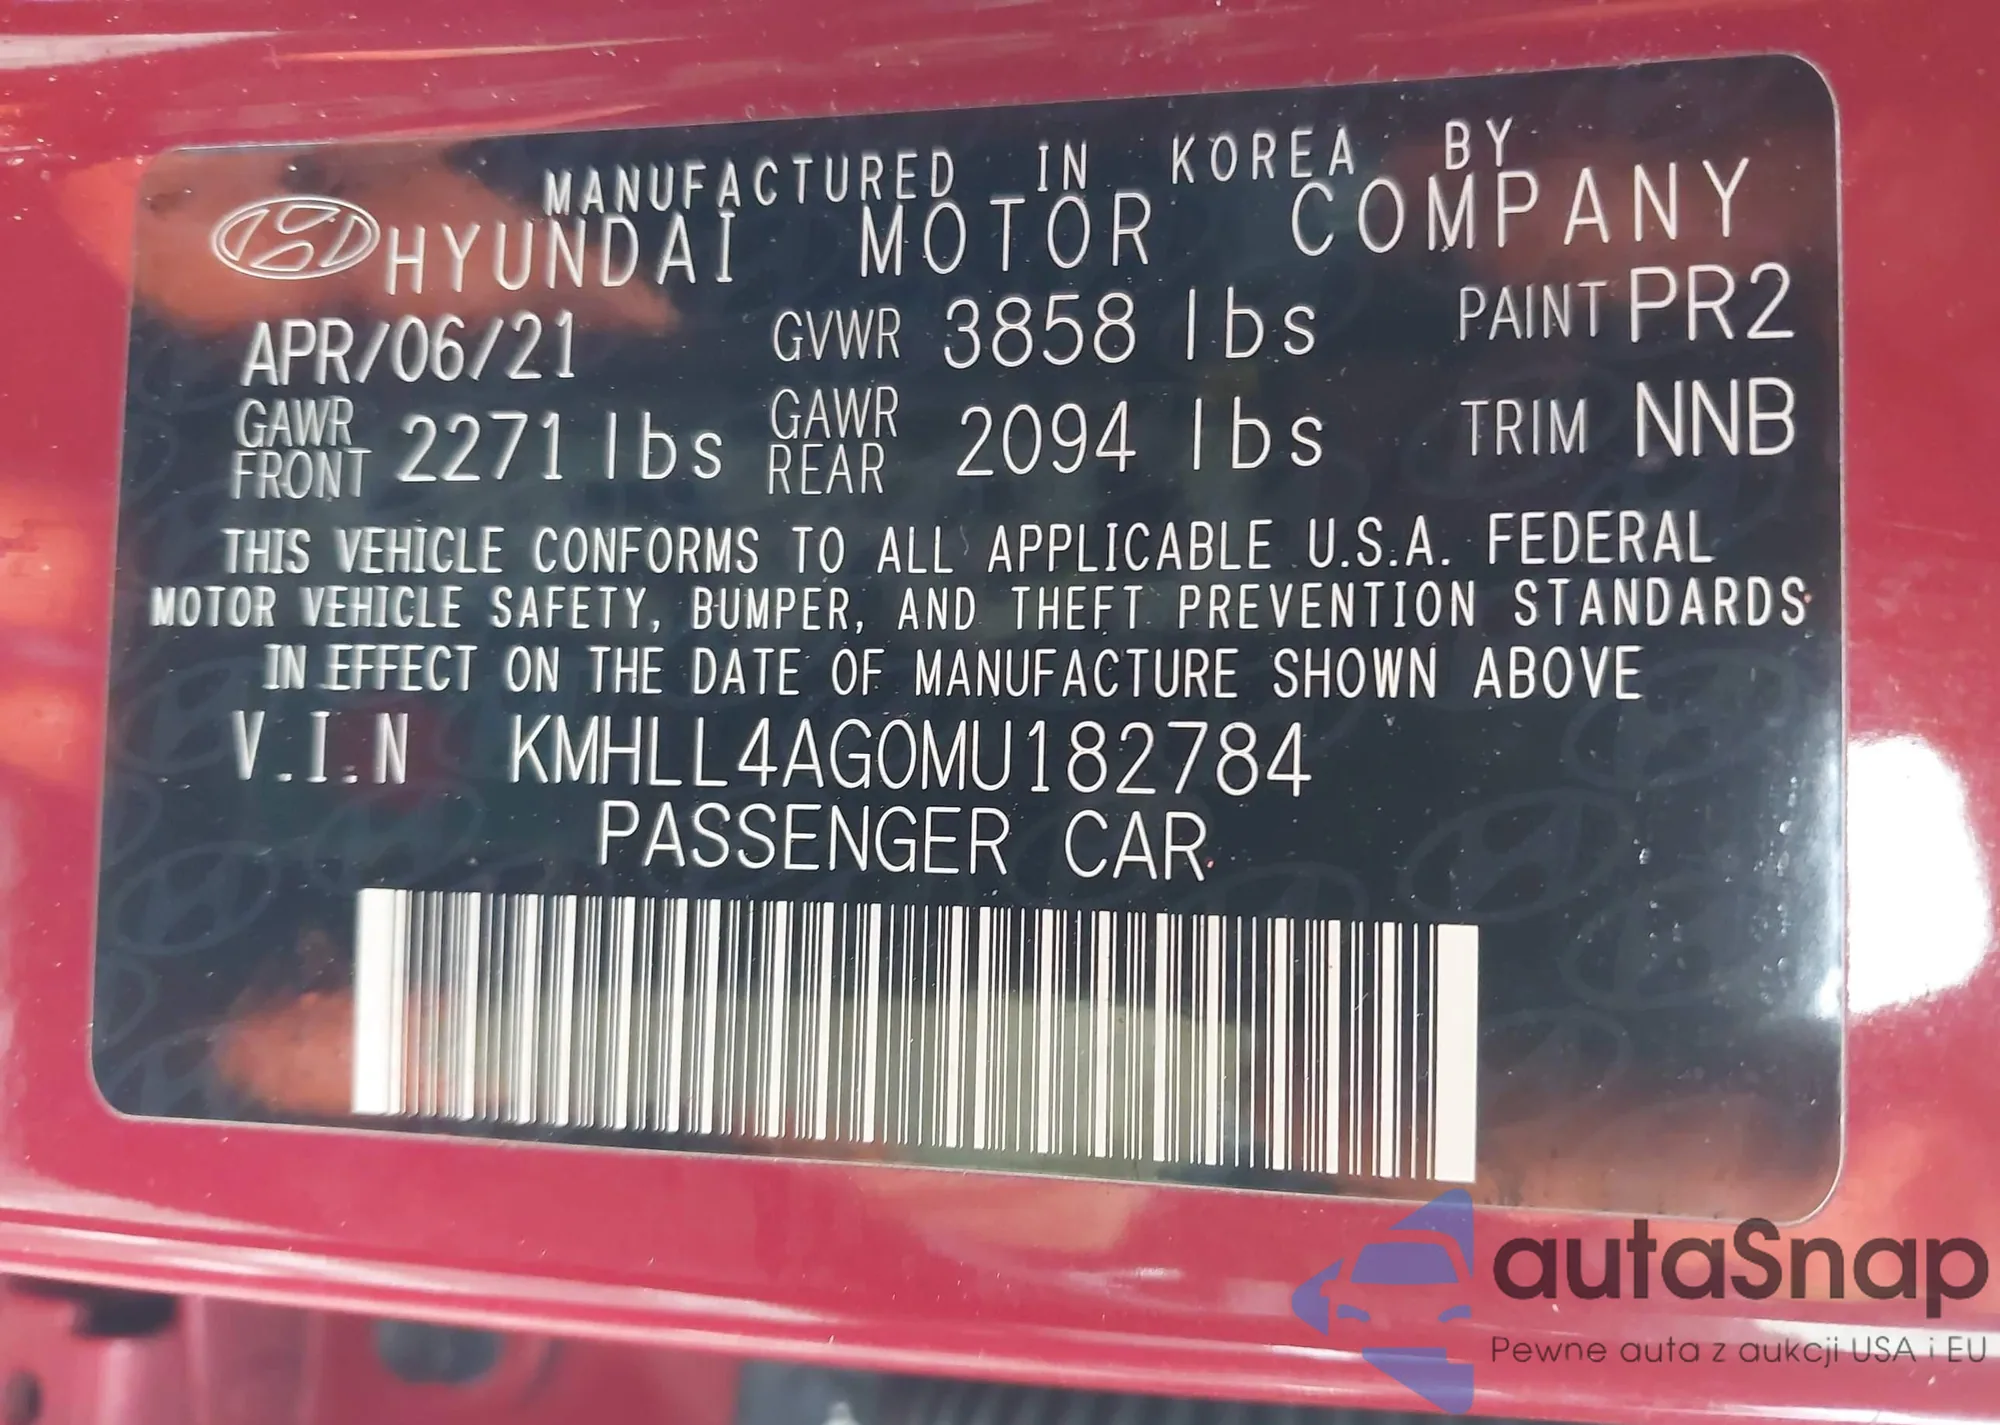 MANUFACTURED IN KOREA BY
HYUNDAI MOTOR COMPANY
APR/06/21 GVWR 3858 lbs PAINT PR2
GAWR FRONT 2271 lbs GAWR REAR 2094 lbs TRIM NNB
THIS VEHICLE CONFORMS TO ALL APPLICABLE U.S.A. FEDERAL
MOTOR VEHICLE SAFETY, BUMPER, AND THEFT PREVENTION STANDARDS
IN EFFECT ON THE DATE OF MANUFACTURE SHOWN ABOVE
V.I.N KMHLL4AG0MU182784
PASSENGER CAR
autaSnap
Pewne auta z aukcji USA i EU